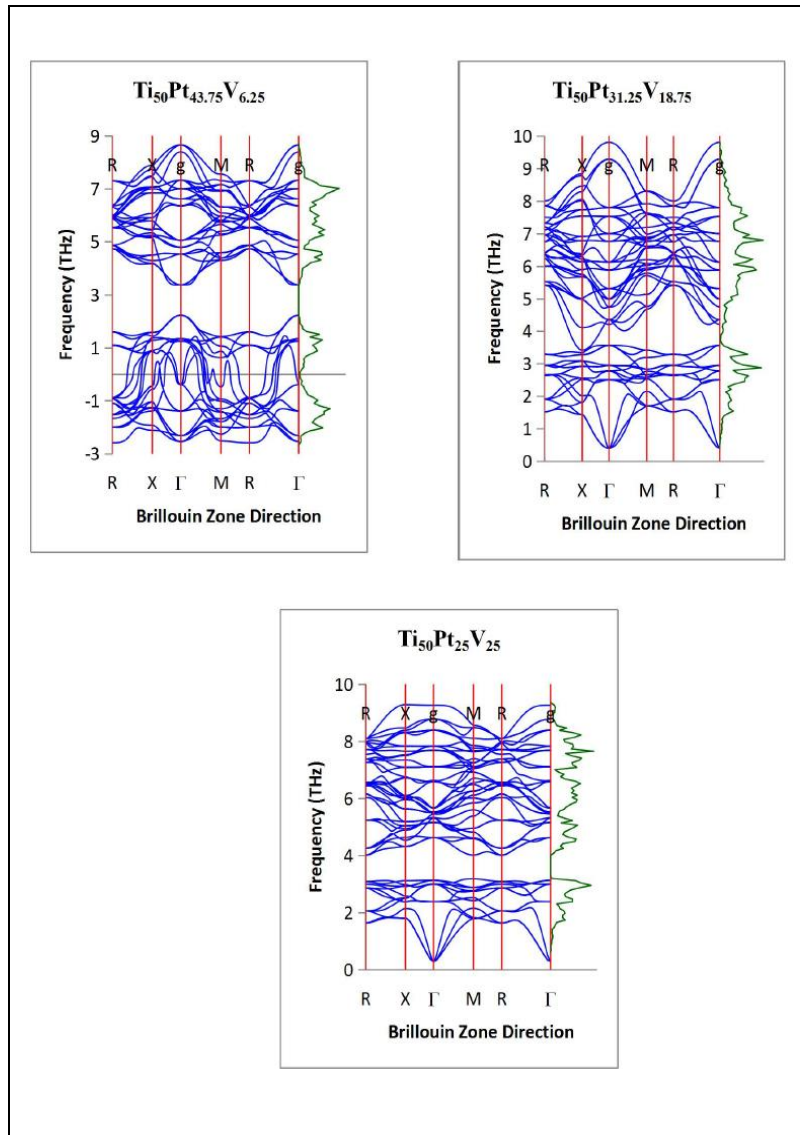 Ti₅₀Pt₄₃.₇₅V₆.₂₅
9
7
5
3
1
-1
-3
Frequency (THz)
R X g M R g
R X Γ M R Γ
Brillouin Zone Direction
Ti₅₀Pt₃₁.₂₅V₁₈.₇₅
10
9
8
7
6
5
4
3
2
1
0
Frequency (THz)
R X g M R g
R X Γ M R Γ
Brillouin Zone Direction
Ti₅₀Pt₂₅V₂₅
10
8
6
4
2
0
Frequency (THz)
R X g M R g
R X Γ M R Γ
Brillouin Zone Direction